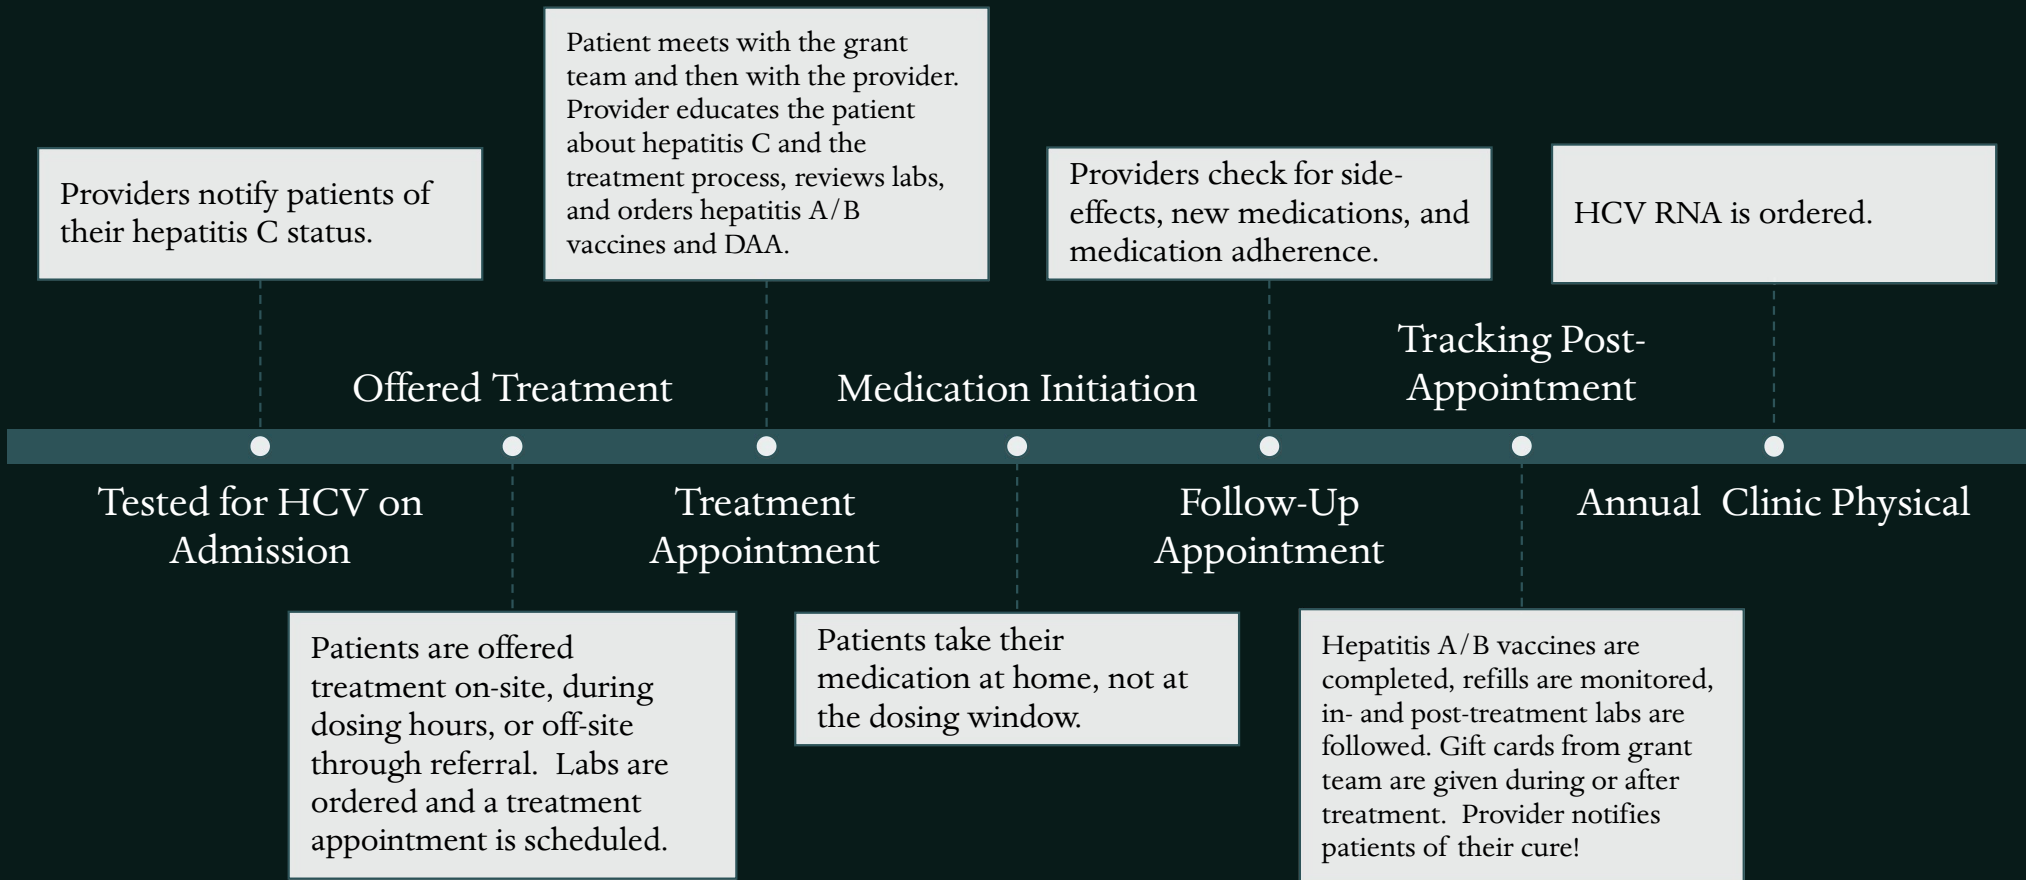 Providers notify patients of
their hepatitis C status.
Tested for HCV on
Admission
Offered Treatment
Patients are offered
treatment on-site, during
dosing hours, or off-site
through referral.  Labs are
ordered and a treatment
appointment is scheduled.
Patient meets with the grant
team and then with the provider.
Provider educates the patient
about hepatitis C and the
treatment process, reviews labs,
and orders hepatitis A/B
vaccines and DAA.
Treatment
Appointment
Medication Initiation
Patients take their
medication at home, not at
the dosing window.
Providers check for side-
effects, new medications, and
medication adherence.
Follow-Up
Appointment
Tracking Post-
Appointment
Hepatitis A/B vaccines are
completed, refills are monitored,
in- and post-treatment labs are
followed. Gift cards from grant
team are given during or after
treatment.  Provider notifies
patients of their cure!
HCV RNA is ordered.
Annual  Clinic Physical